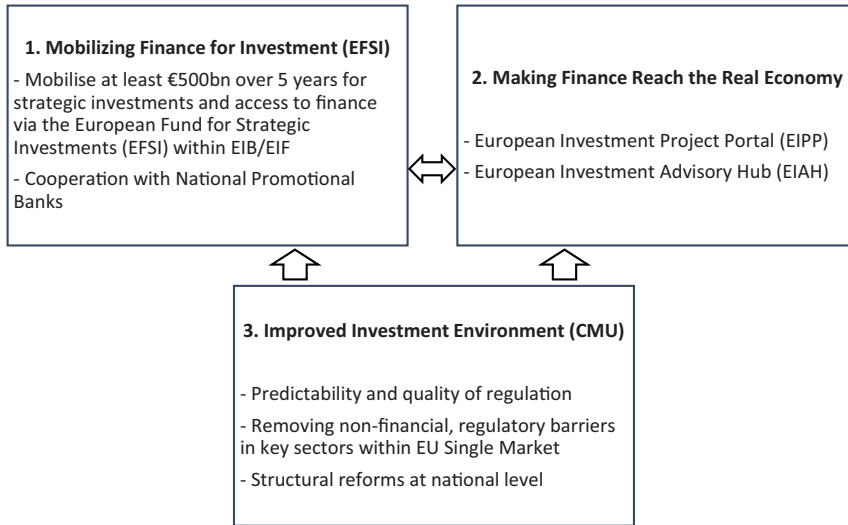 1. Mobilizing Finance for Investment (EFSI)
- Mobilise at least €500bn over 5 years for
strategic investments and access to finance
via the European Fund for Strategic
Investments (EFSI) within EIB/EIF
- Cooperation with National Promotional
Banks
2. Making Finance Reach the Real Economy
- European Investment Project Portal (EIPP)
- European Investment Advisory Hub (EIAH)
3. Improved Investment Environment (CMU)
- Predictability and quality of regulation
- Removing non-financial, regulatory barriers
in key sectors within EU Single Market
- Structural reforms at national level